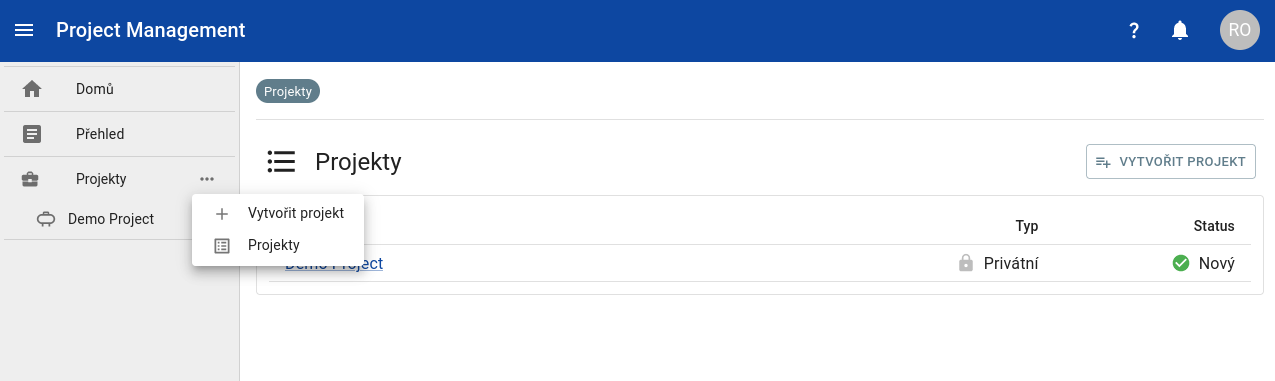 Project Management
?
RO
Domů
Přehled
Projekty
Demo Project
Vytvořit projekt
Projekty
Projekty
Projekty
VYTVOŘIT PROJEKT
Typ
Status
Demo Project
Privátní
Nový